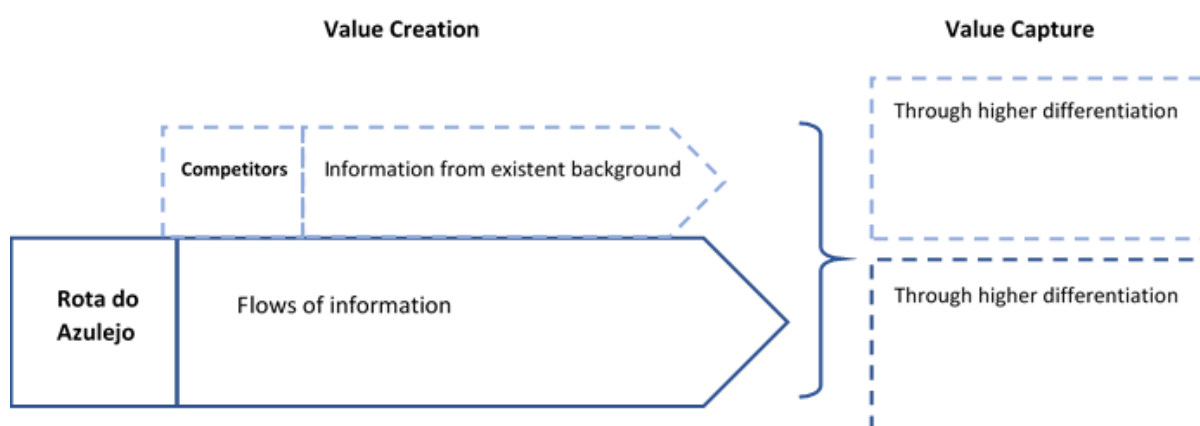 Value Creation
Value Capture
Through higher differentiation
Competitors
Information from existent background
Rota do
Azulejo
Flows of information
Through higher differentiation